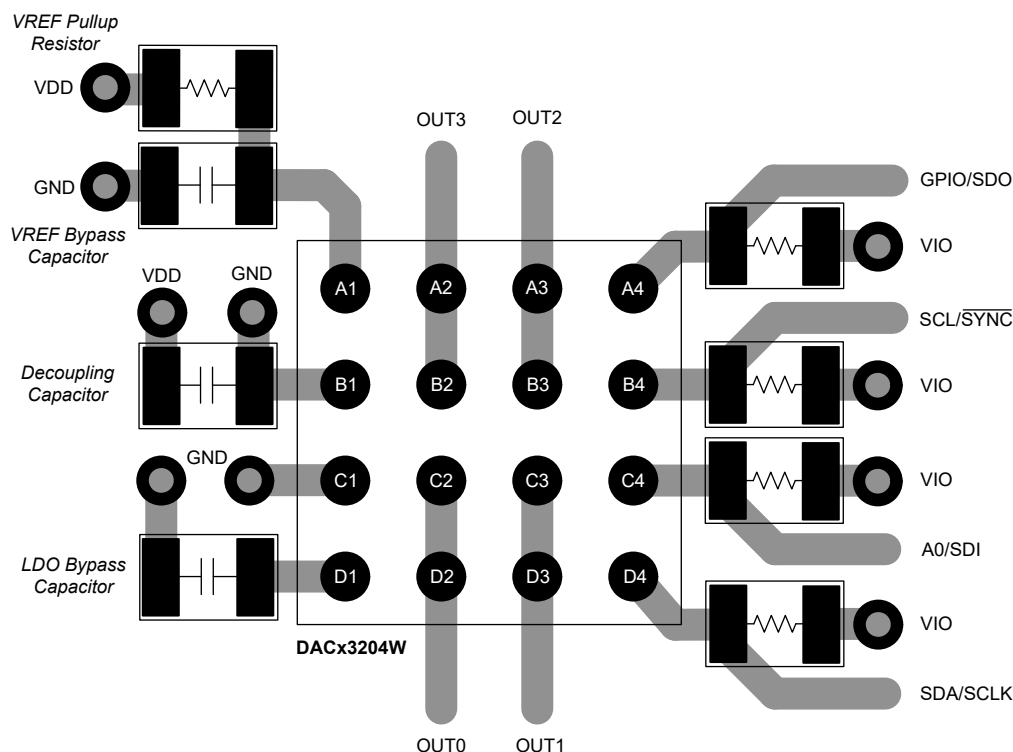 VREF Pullup
Resistor
VDD
OUT3
OUT2
GPIO/SDO
GND
VREF Bypass
Capacitor
VIO
VDD
GND
A1
A2
A3
A4
SCL/S̅Y̅N̅C̅
Decoupling
Capacitor
B1
B2
B3
B4
VIO
GND
C1
C2
C3
C4
VIO
A0/SDI
LDO Bypass
Capacitor
D1
D2
D3
D4
VIO
DACx3204W
SDA/SCLK
OUT0
OUT1